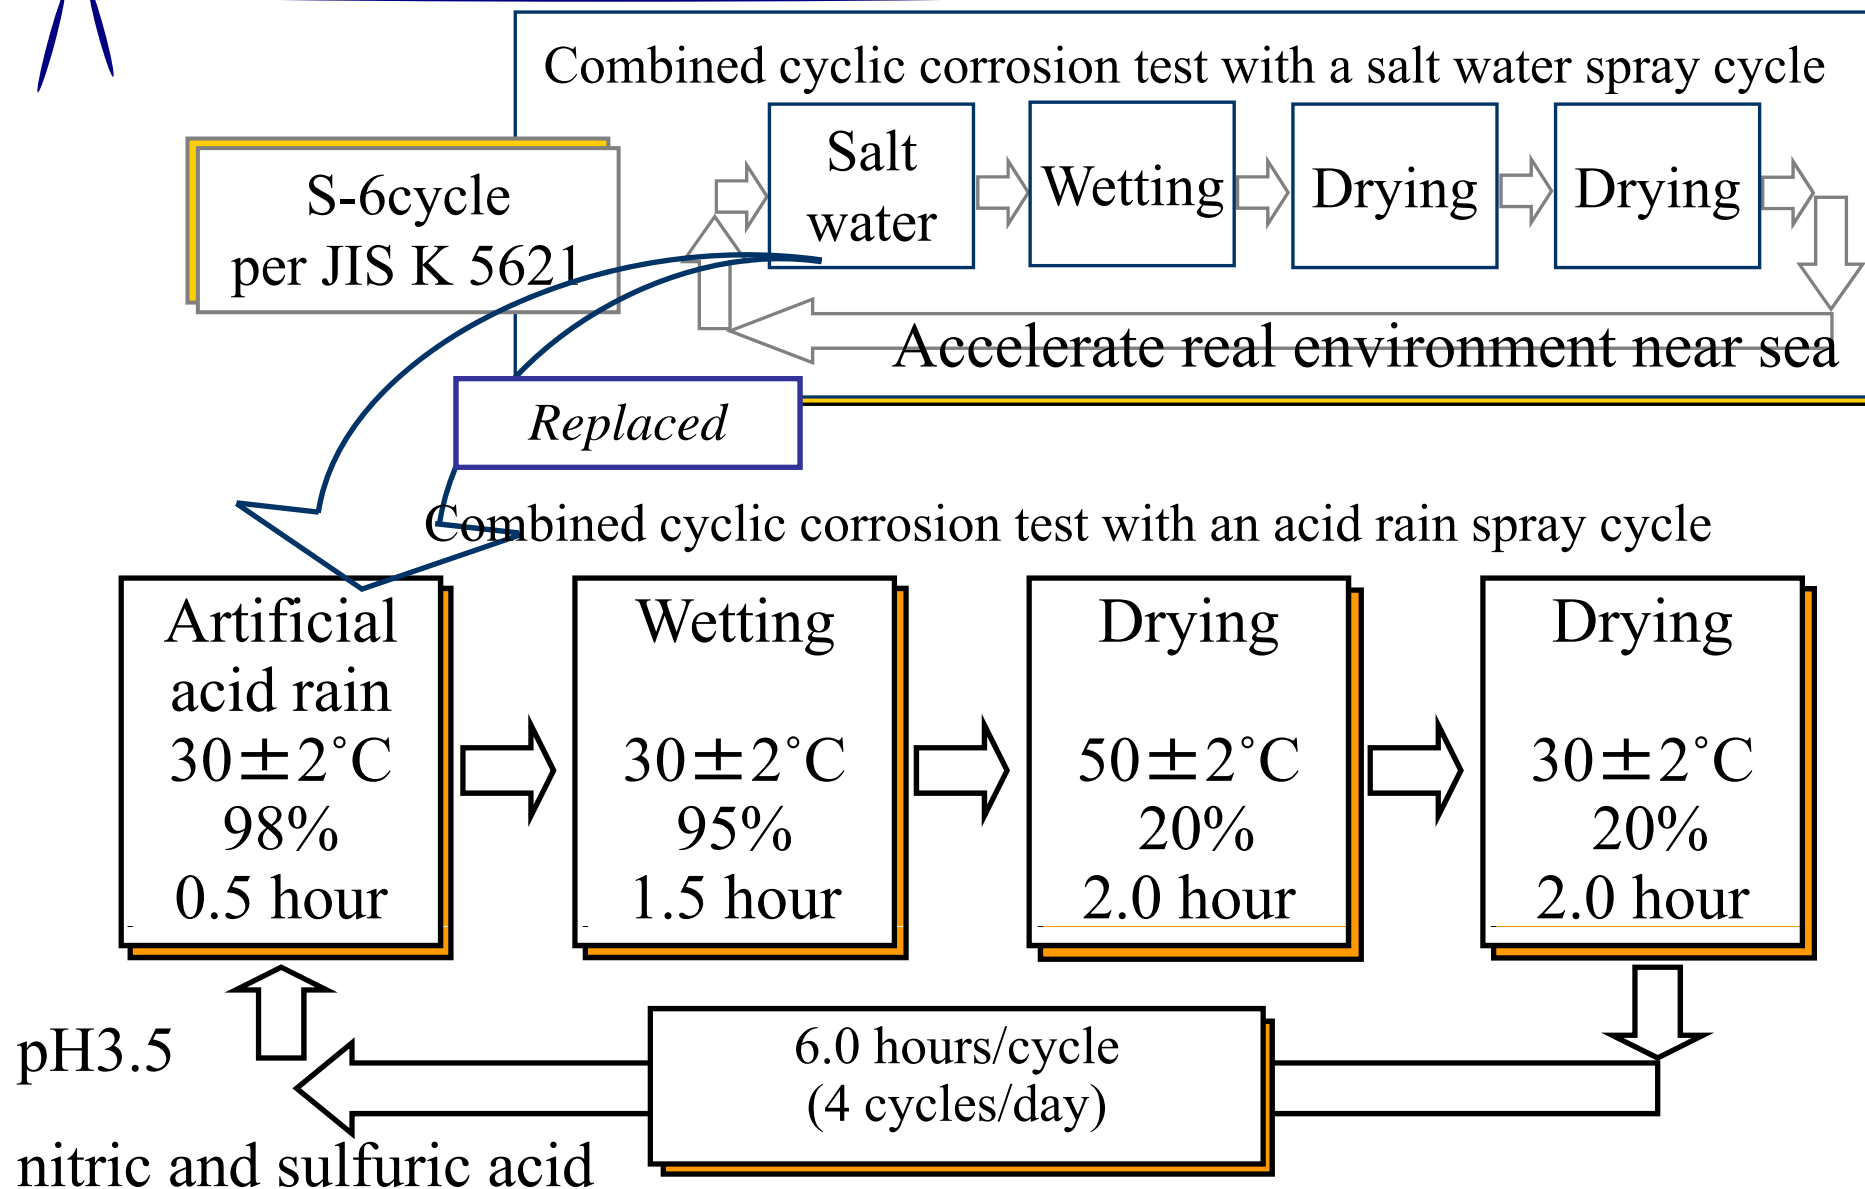 Combined cyclic corrosion test with a salt water spray cycle
S-6cycle
per JIS K 5621
Salt
water
Wetting
Drying
Drying
Accelerate real environment near sea
Replaced
Combined cyclic corrosion test with an acid rain spray cycle
Artificial
acid rain
30±2°C
98%
0.5 hour
Wetting
30±2°C
95%
1.5 hour
Drying
50±2°C
20%
2.0 hour
Drying
30±2°C
20%
2.0 hour
6.0 hours/cycle
(4 cycles/day)
pH3.5
nitric and sulfuric acid